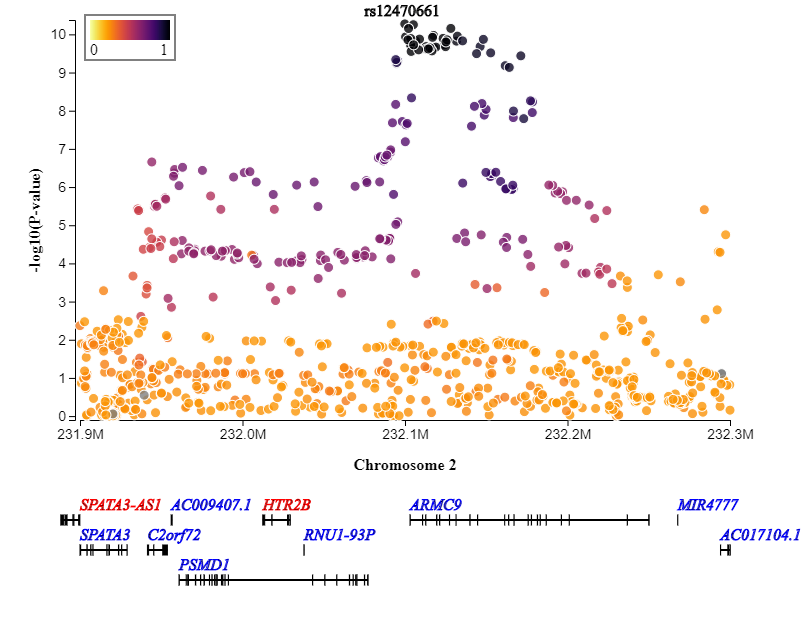 rs12470661
0 1
10
9
8
7
6
5
4
3
2
1
0
-log10(P-value)
231.9M 232.0M 232.1M 232.2M 232.3M
Chromosome 2
SPATA3-AS1 AC009407.1 HTR2B ARMC9 MIR4777
SPATA3 C2orf72 RNU1-93P AC017104.1
PSMD1